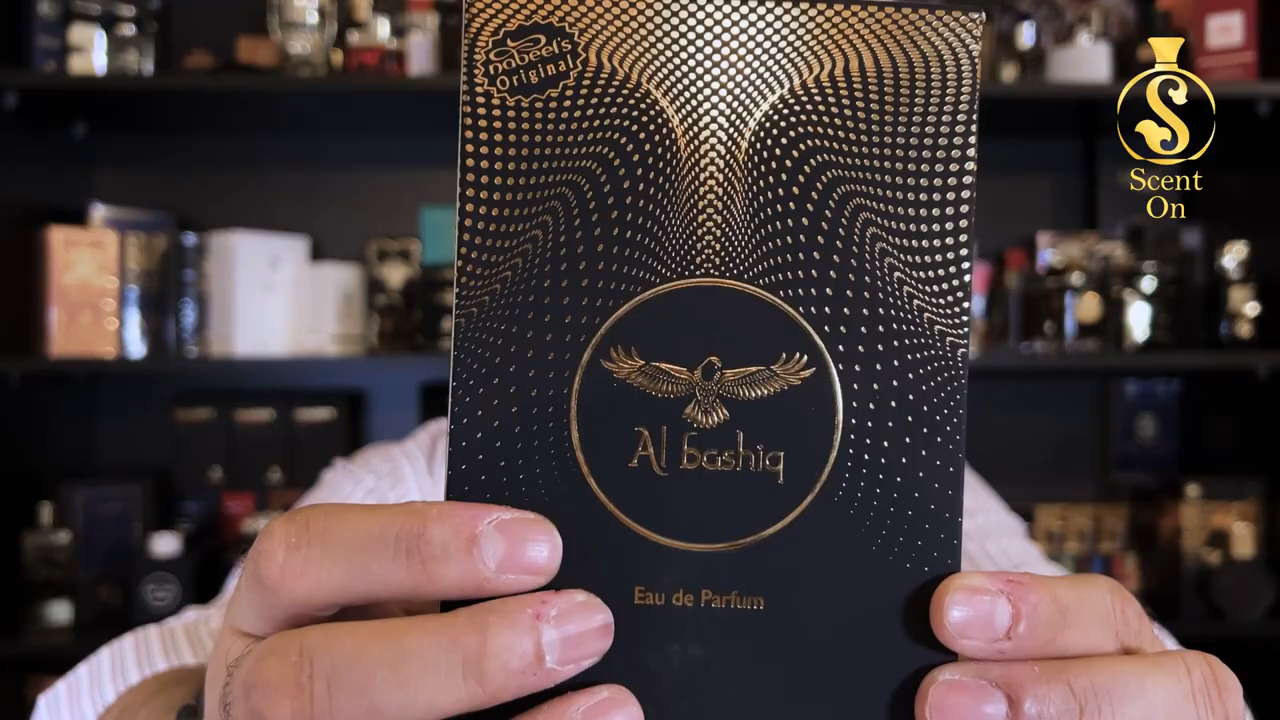 nabeel's
Original
Scent
On
Al bashiq
Eau de Parfum